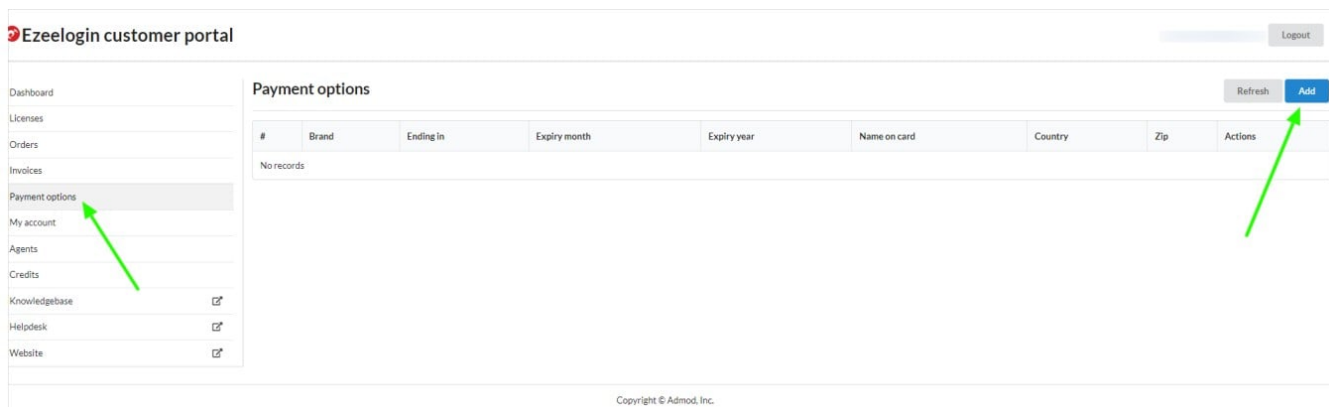 Ezeelogin customer portal
Logout
Dashboard
Licenses
Orders
Invoices
Payment options
My account
Agents
Credits
Knowledgebase
Helpdesk
Website
Payment options
Refresh Add
# Brand Ending in Expiry month Expiry year Name on card Country Zip Actions
No records
Copyright © Admod, Inc.